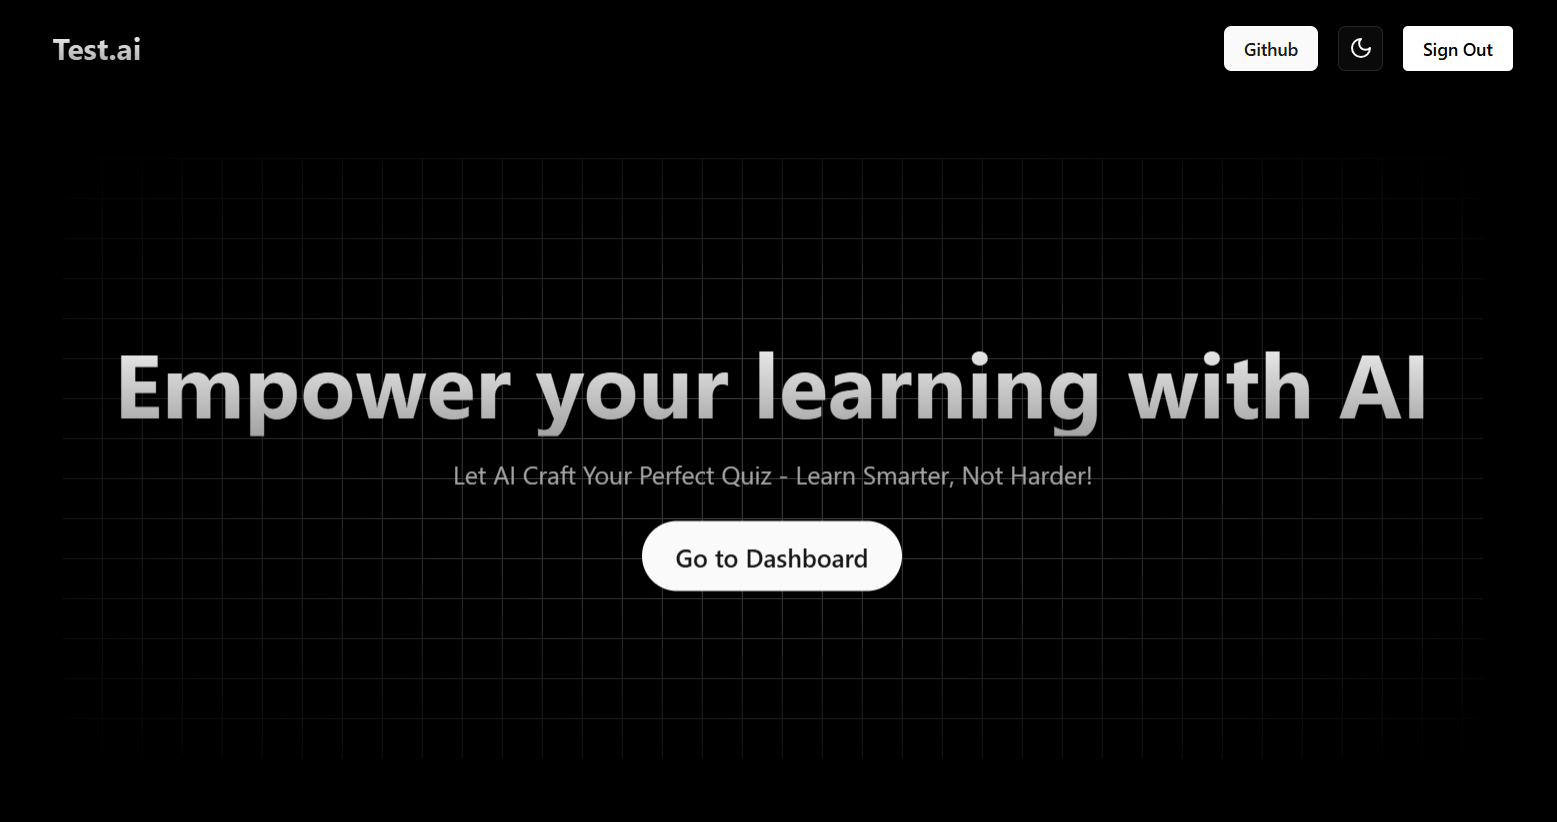 Test.ai
Github
Sign Out
Empower your learning with AI
Let AI Craft Your Perfect Quiz - Learn Smarter, Not Harder!
Go to Dashboard